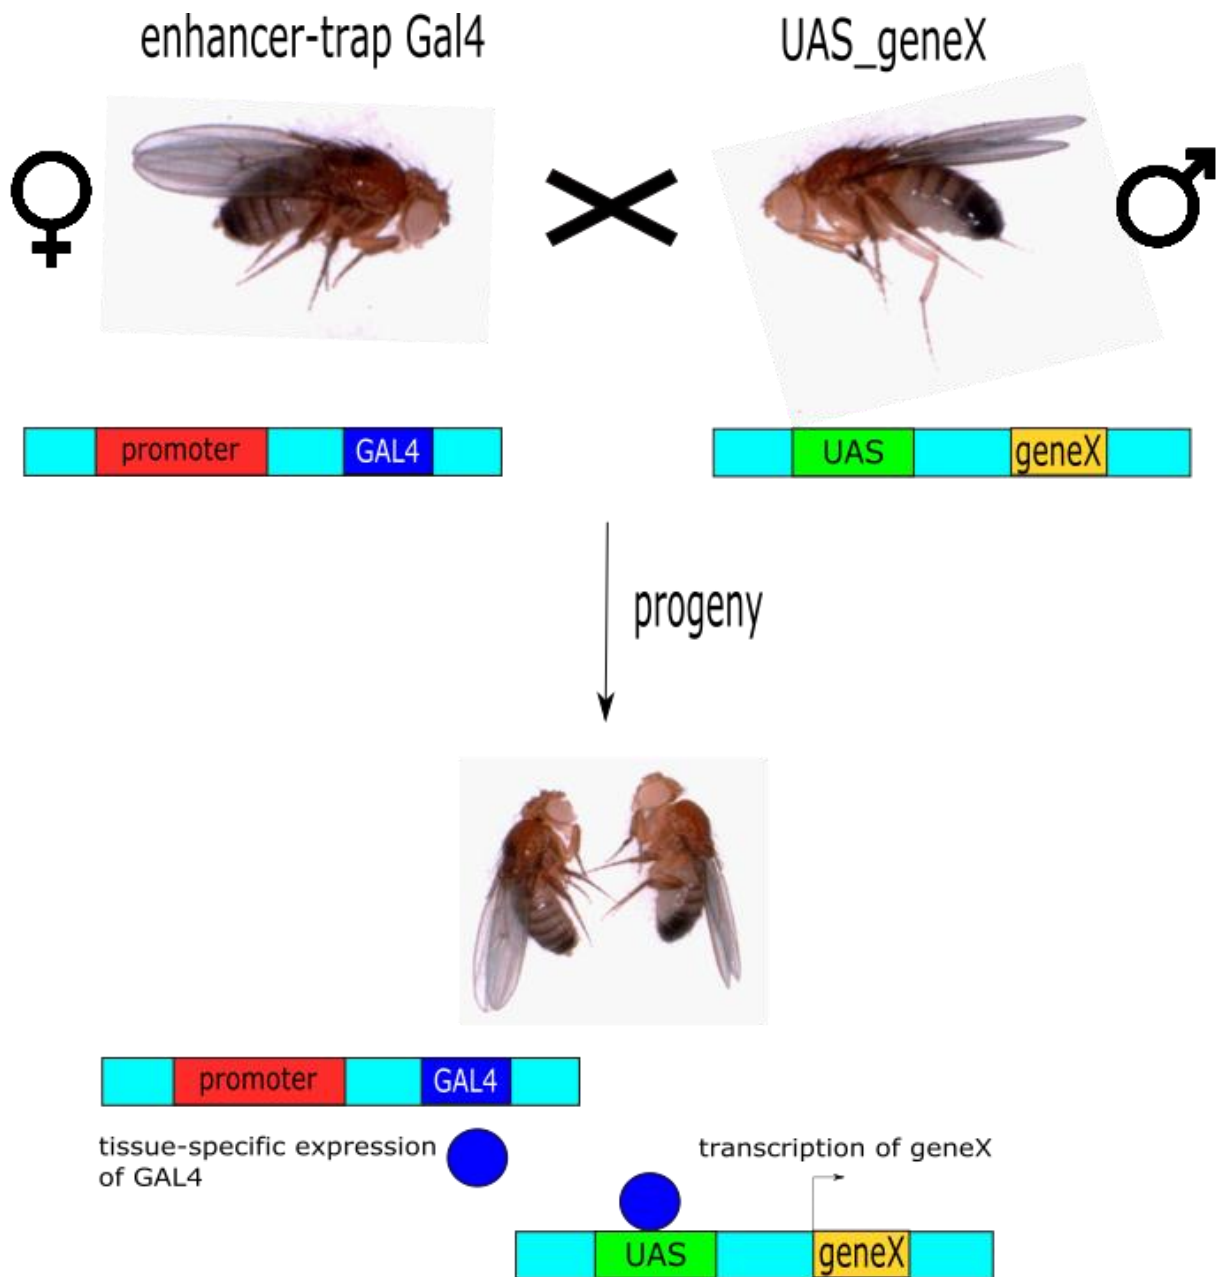 enhancer-trap Gal4
UAS_geneX
promoter
GAL4
UAS
geneX
progeny
promoter
GAL4
tissue-specific expression
of GAL4
transcription of geneX
UAS
geneX